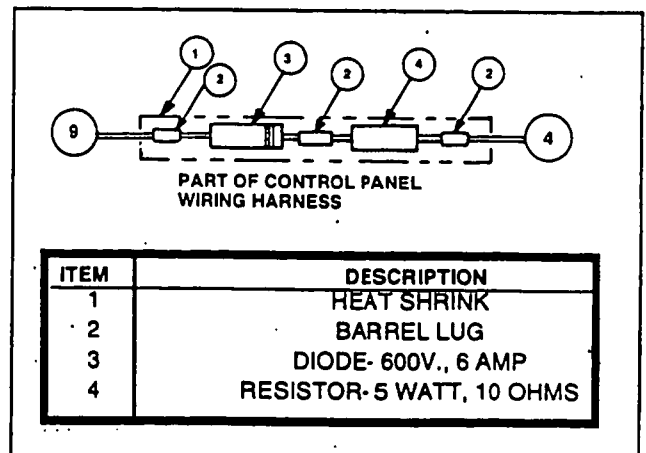 1 2 3 2 4 2
9 4
PART OF CONTROL PANEL
WIRING HARNESS
ITEM DESCRIPTION
1 HEAT SHRINK
2 BARREL LUG
3 DIODE- 600V., 6 AMP
4 RESISTOR- 5 WATT, 10 OHMS